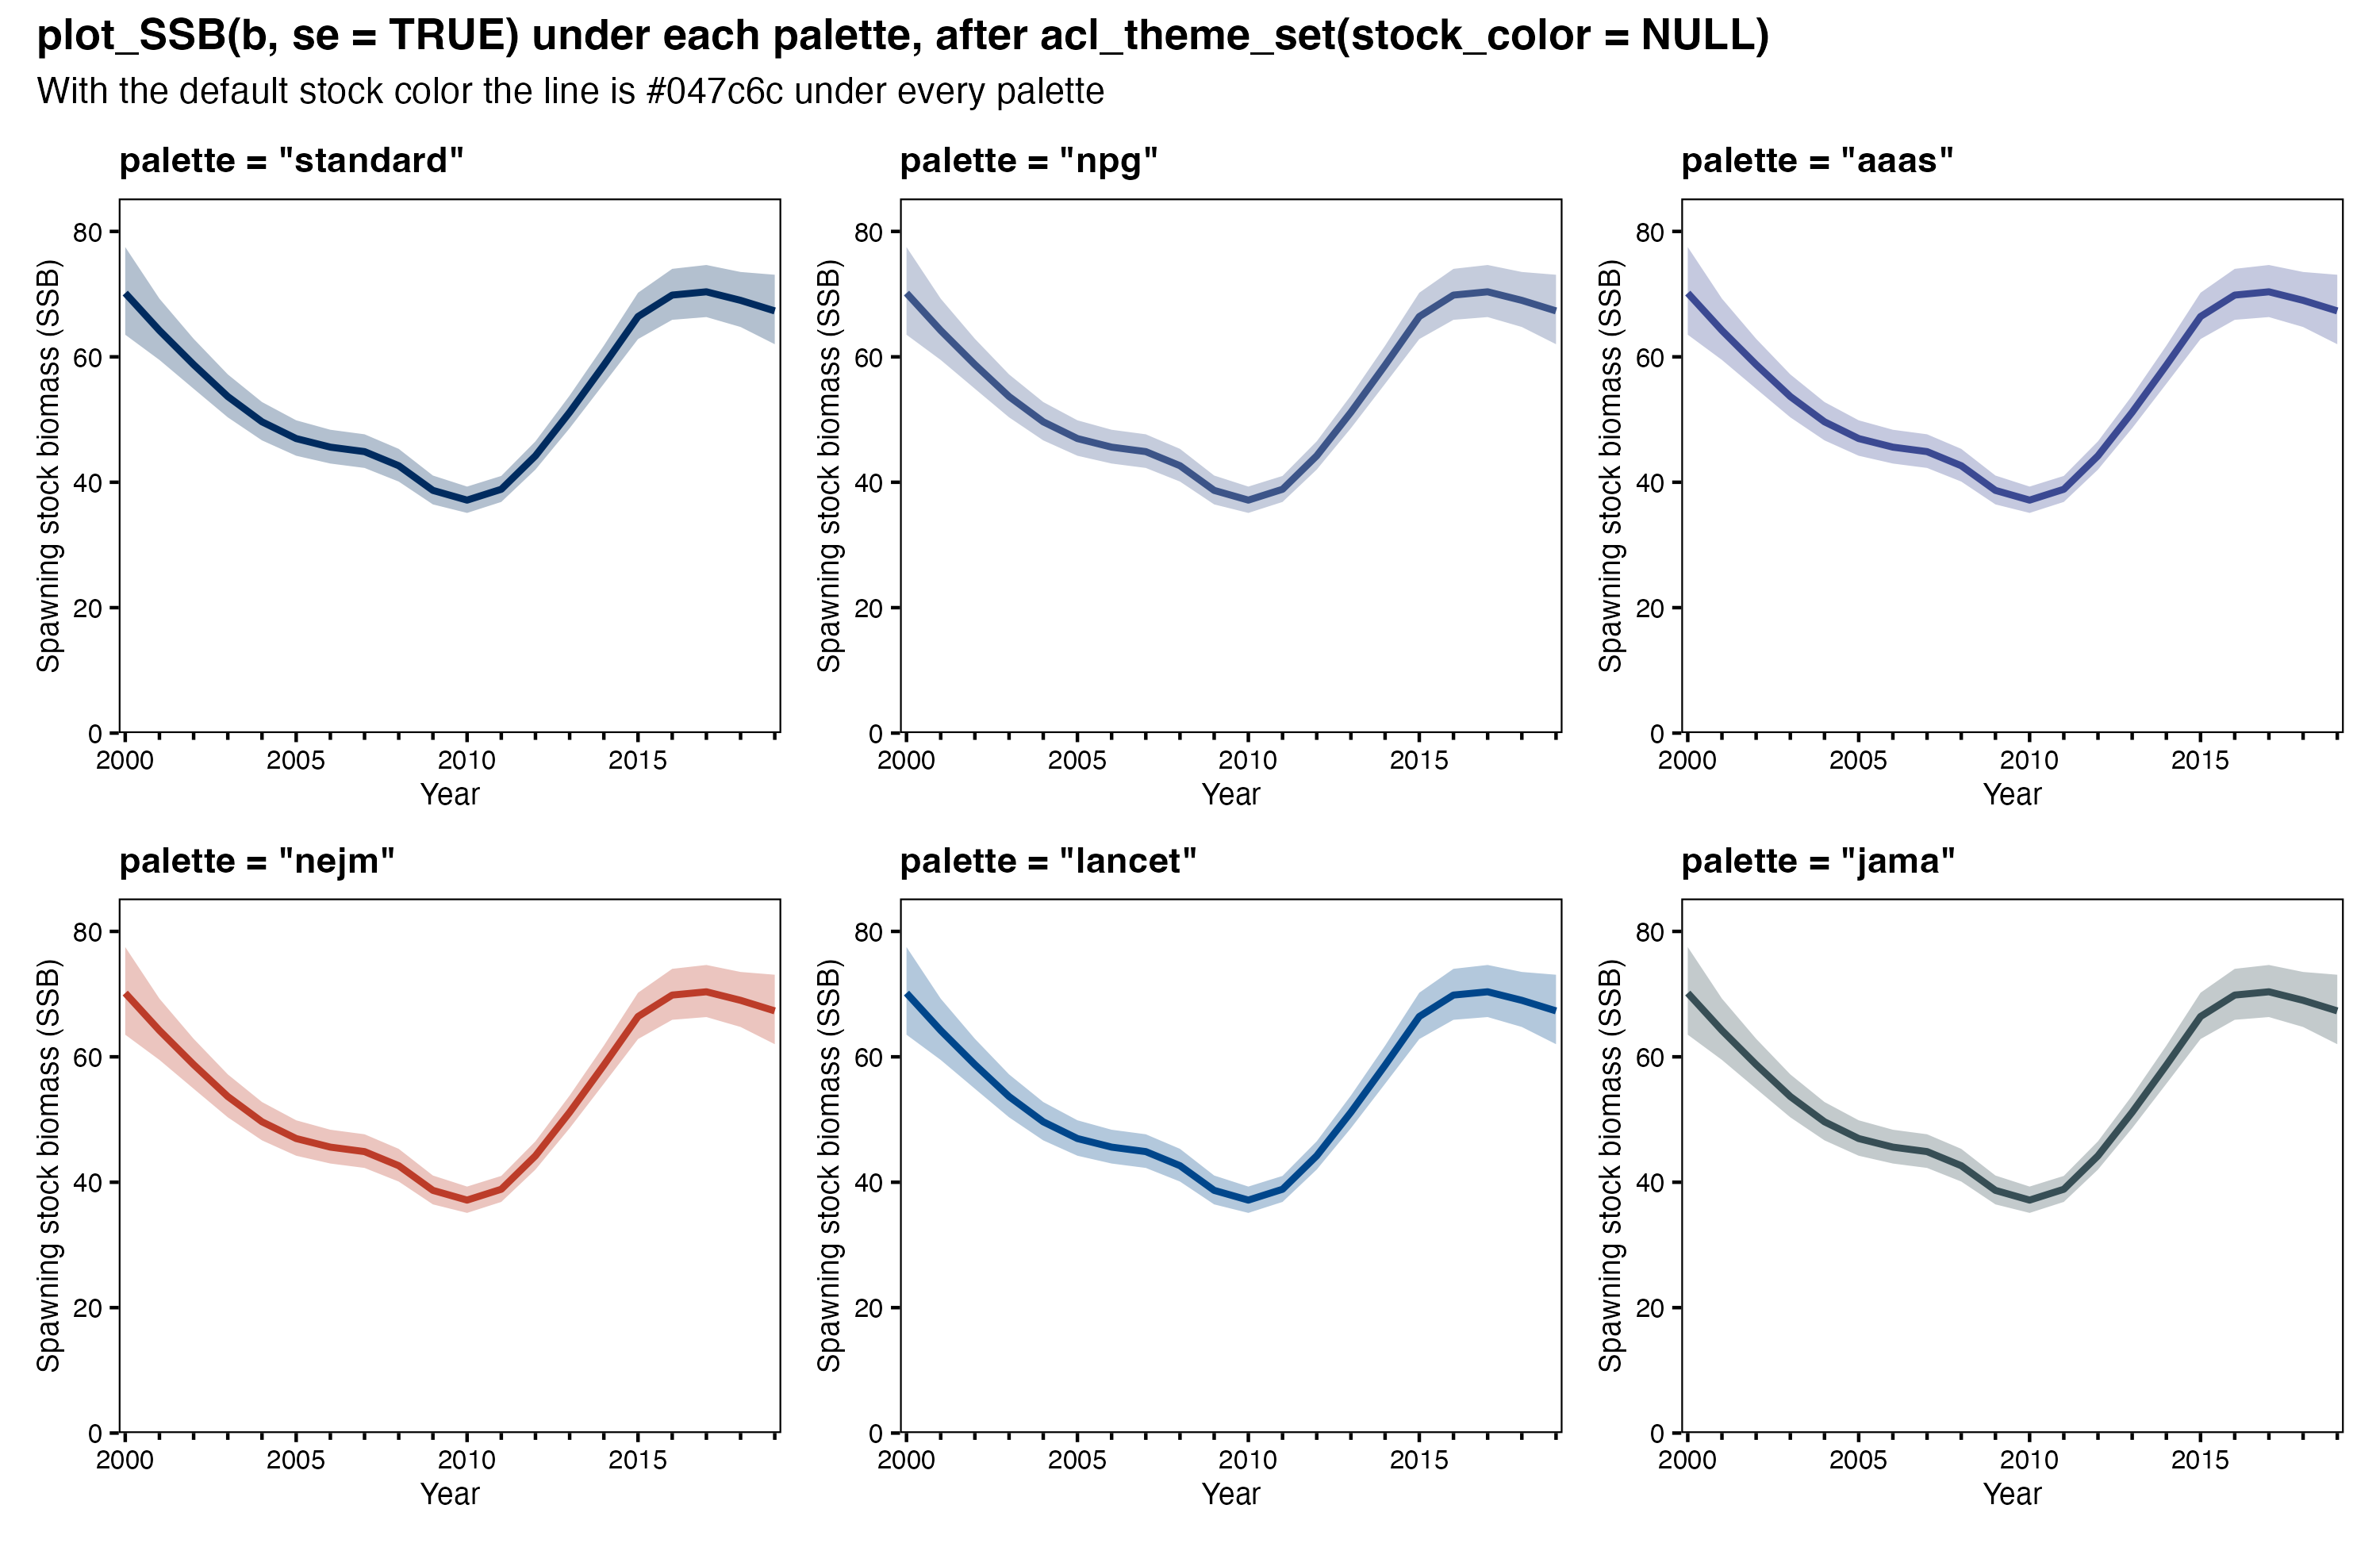 plot_SSB(b, se = TRUE) under each palette, after acl_theme_set(stock_color = NULL)
With the default stock color the line is #047c6c under every palette
palette = "standard"
Spawning stock biomass (SSB)
80
60
40
20
0
2000 2005 2010 2015
Year
palette = "npg"
Spawning stock biomass (SSB)
80
60
40
20
0
2000 2005 2010 2015
Year
palette = "aaas"
Spawning stock biomass (SSB)
80
60
40
20
0
2000 2005 2010 2015
Year
palette = "nejm"
Spawning stock biomass (SSB)
80
60
40
20
0
2000 2005 2010 2015
Year
palette = "lancet"
Spawning stock biomass (SSB)
80
60
40
20
0
2000 2005 2010 2015
Year
palette = "jama"
Spawning stock biomass (SSB)
80
60
40
20
0
2000 2005 2010 2015
Year